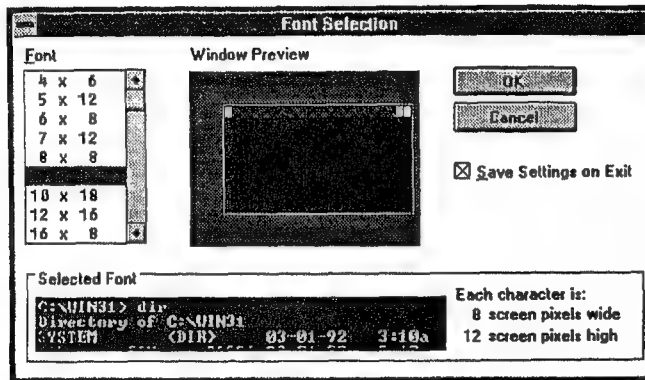 Font Selection
Font
Window Preview
4 x 6
5 x 12
6 x 8
7 x 12
8 x 8
10 x 18
12 x 16
16 x 8
OK
Cancel
Save Settings on Exit
Selected Font
C:\WIN31> dir
Directory of C:\WIN31
SYSTEM <DIR> 03-01-92 3:10a
Each character is:
8 screen pixels wide
12 screen pixels high